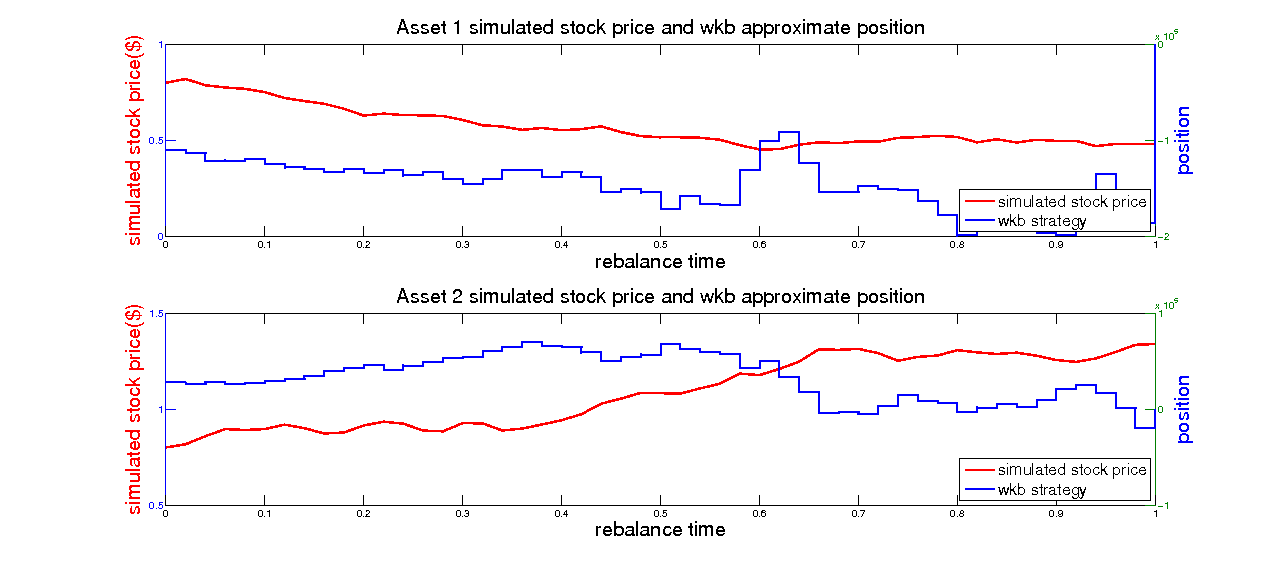 Asset 1 simulated stock price and wkb approximate position
x 10^5
simulated stock price($)
1
0.5
0
0
-1
-2
position
simulated stock price
wkb strategy
0 0.1 0.2 0.3 0.4 0.5 0.6 0.7 0.8 0.9 1
rebalance time
Asset 2 simulated stock price and wkb approximate position
x 10^5
simulated stock price($)
1.5
1
0.5
1
0
-1
position
simulated stock price
wkb strategy
0 0.1 0.2 0.3 0.4 0.5 0.6 0.7 0.8 0.9 1
rebalance time